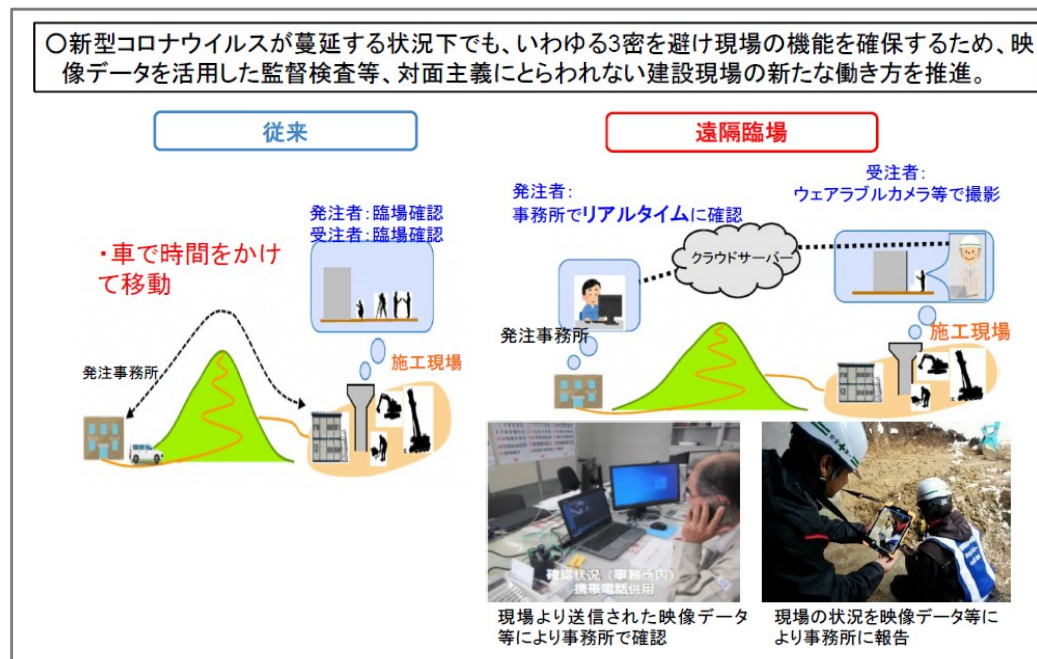 〇新型コロナウイルスが蔓延する状況下でも、いわゆる3密を避け現場の機能を確保するため、映
像データを活用した監督検査等、対面主義にとらわれない建設現場の新たな働き方を推進。
従来
発注者:臨場確認
受注者:臨場確認
・車で時間をかけ
て移動
発注事務所
施工現場
遠隔臨場
発注者:
事務所でリアルタイムに確認
受注者:
ウェアラブルカメラ等で撮影
クラウドサーバー
発注事務所
施工現場
確認状況(事務所内)
携帯電話併用
現場より送信された映像データ
等により事務所で確認
現場の状況を映像データ等に
より事務所に報告